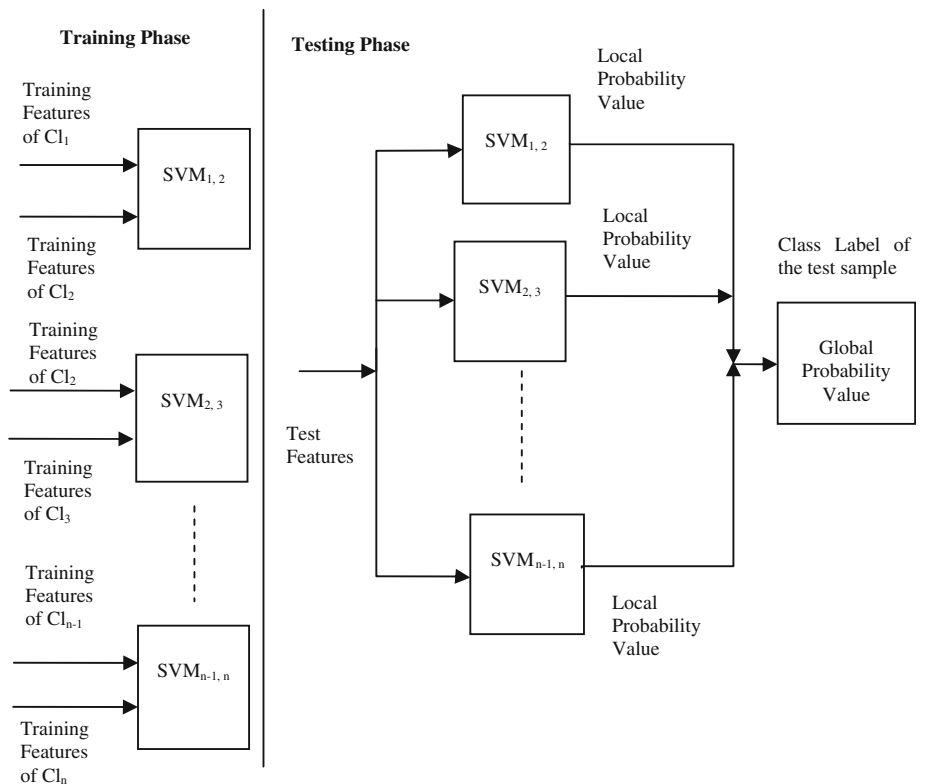 Training Phase
Training
Features
of Cl₁
SVM₁, ₂
Training
Features
of Cl₂
Training
Features
of Cl₂
SVM₂, ₃
Training
Features
of Cl₃
Training
Features
of Clₙ₋₁
SVMₙ₋₁, ₙ
Training
Features
of Clₙ
Testing Phase
Test
Features
Local
Probability
Value
SVM₁, ₂
Local
Probability
Value
SVM₂, ₃
SVMₙ₋₁, ₙ
Local
Probability
Value
Class Label of
the test sample
Global
Probability
Value